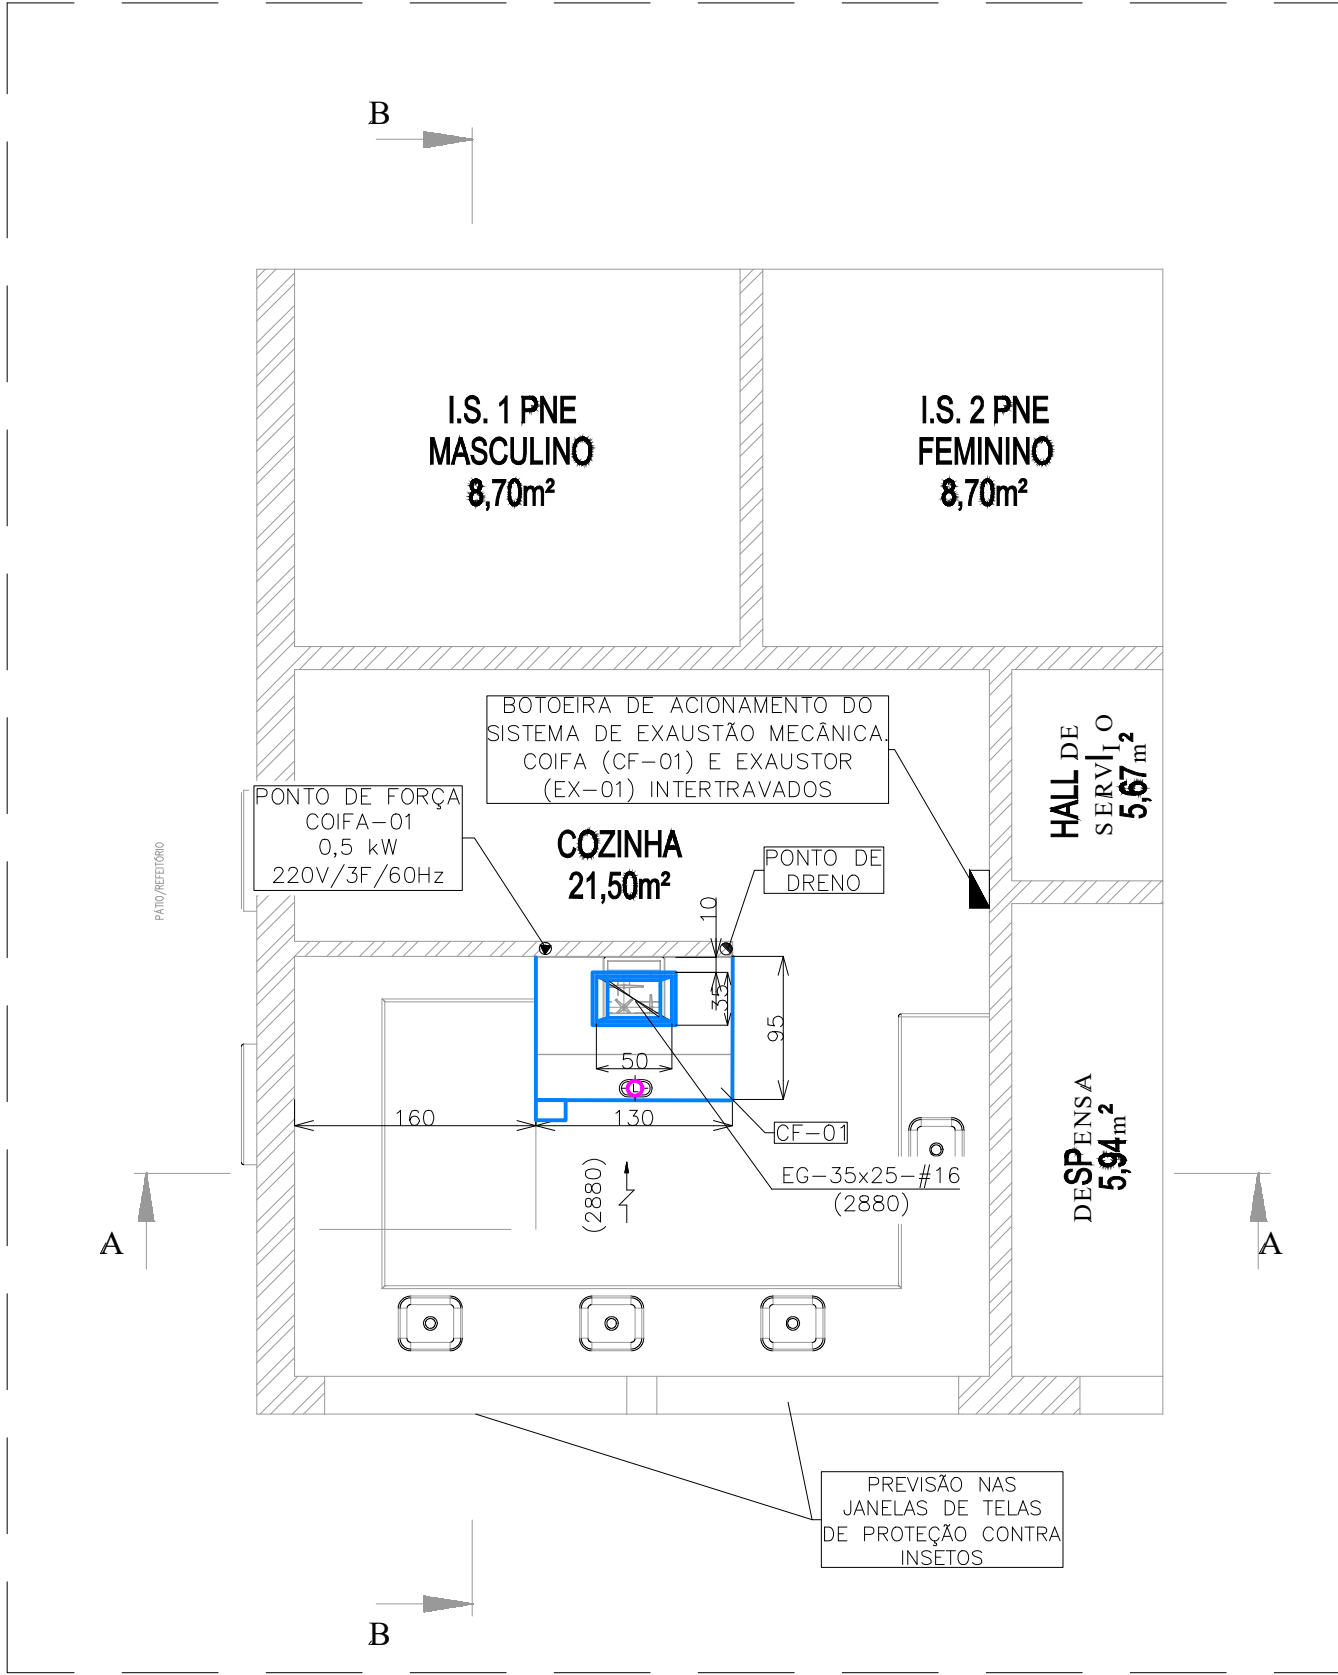 B
I.S. 1 PNE
MASCULINO
8,70m²
I.S. 2 PNE
FEMININO
8,70m²
BOTOEIRA DE ACIONAMENTO DO
SISTEMA DE EXAUSTÃO MECÂNICA.
COIFA (CF-01) E EXAUSTOR
(EX-01) INTERTRAVADOS
HALL DE
SERVIÌO
5,67m²
PONTO DE FORÇA
COIFA-01
0,5 kW
220V/3F/60Hz
COZINHA
21,50m²
PONTO DE
DRENO
PÁTIO/REFEITÓRIO
10
35
95
50
L
160
130
CF-01
EG-35x25-#16
(2880)
(2880)
DESPENSA
5,94m²
A
A
PREVISÃO NAS
JANELAS DE TELAS
DE PROTEÇÃO CONTRA
INSETOS
B